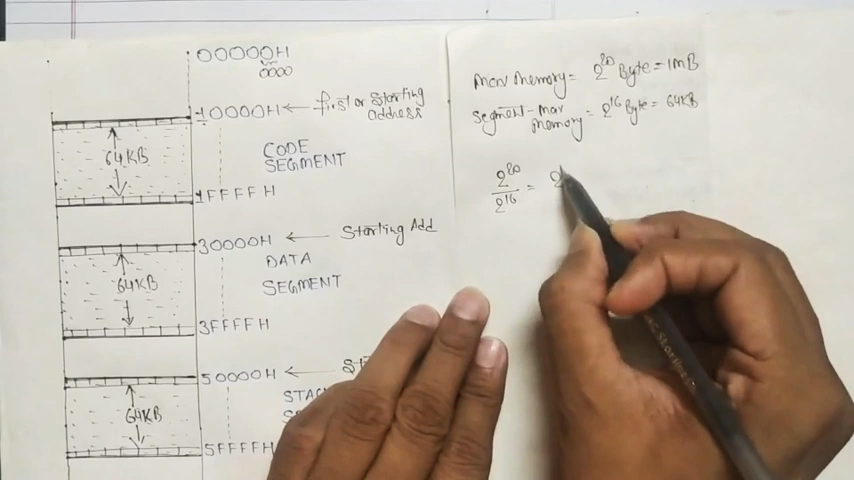 00000H
0000
10000H ← first or Starting
Address
64KB
CODE
SEGMENT
1FFFFH
30000H ← Starting Add
DATA
64KB
SEGMENT
3FFFFH
50000H ←
64KB
5FFFFH
Max Memory = 2^20 Byte = 1MB
Segment - Max
Memory = 2^16 Byte = 64KB
2^20
2^16 = 2